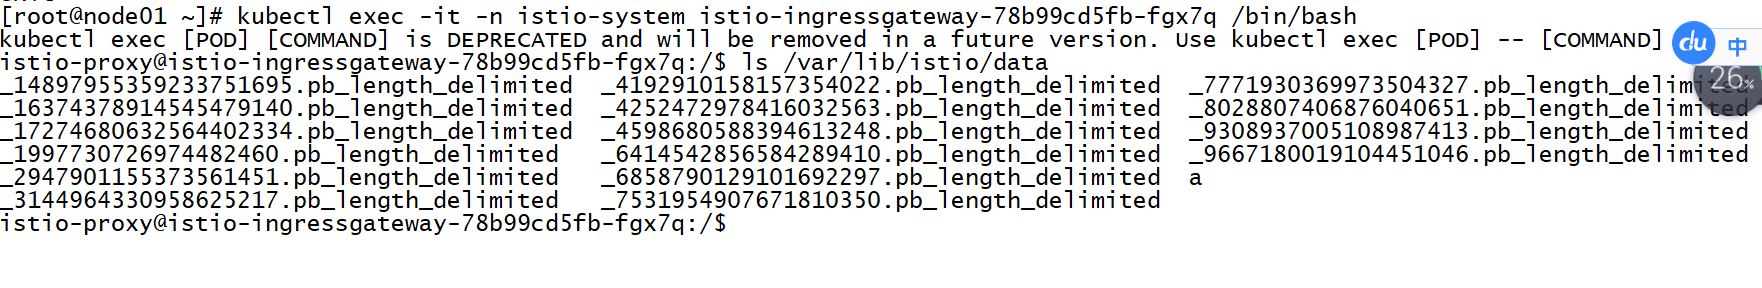 [root@node01 ~]# kubectl exec -it -n istio-system istio-ingressgateway-78b99cd5fb-fgx7q /bin/bash
kubectl exec [POD] [COMMAND] is DEPRECATED and will be removed in a future version. Use kubectl exec [POD] -- [COMMAND]
du 中
istio-proxy@istio-ingressgateway-78b99cd5fb-fgx7q:/$ ls /var/lib/istio/data
26%
_14897955359233751695.pb_length_delimited _4192910158157354022.pb_length_delimited _7771930369973504327.pb_length_delimited
_16374378914545479140.pb_length_delimited _4252472978416032563.pb_length_delimited _8028807406876040651.pb_length_delimited
_17274680632564402334.pb_length_delimited _4598680588394613248.pb_length_delimited _9308937005108987413.pb_length_delimited
_1997730726974482460.pb_length_delimited _6414542856584289410.pb_length_delimited _9667180019104451046.pb_length_delimited
_2947901155373561451.pb_length_delimited _6858790129101692297.pb_length_delimited a
_3144964330958625217.pb_length_delimited _7531954907671810350.pb_length_delimited
istio-proxy@istio-ingressgateway-78b99cd5fb-fgx7q:/$